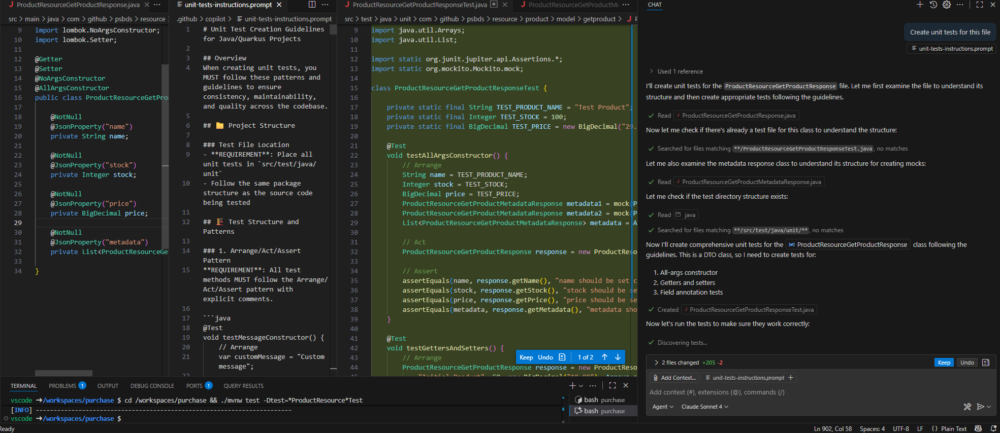 ProductResourceGetProductResponse.java
src > main > java > com > github > psbds > resource >
9 import lombok.NoArgsConstructor;
10 import lombok.Setter;
11
12 @Getter
13 @Setter
14 @NoArgsConstructor
15 @AllArgsConstructor
16 public class ProductResourceGetPro
17
18 @NotNull
19 @JsonProperty("name")
20 private String name;
21
22 @NotNull
23 @JsonProperty("stock")
24 private Integer stock;
25
26 @NotNull
27 @JsonProperty("price")
28 private BigDecimal price;
29
30 @NotNull
31 @JsonProperty("metadata")
32 private List<ProductResourceGe
33
34 }
unit-tests-instructions.prompt
.github > copilot > unit-tests-instructions.prompt
1 # Unit Test Creation Guidelines
for Java/Quarkus Projects
2
3 ## Overview
4 When creating unit tests, you
MUST follow these patterns and
guidelines to ensure
consistency, maintainability,
and quality across the codebase.
5
6 ## 📁 Project Structure
7
8 ### Test File Location
9 - **REQUIREMENT**: Place all
unit tests in `src/test/java/
unit`
10 - Follow the same package
structure as the source code
being tested
11
12 ## 🏗️ Test Structure and
Patterns
13
14 ### 1. Arrange/Act/Assert
Pattern
15 **REQUIREMENT**: All test
methods MUST follow the Arrange/
Act/Assert pattern with
explicit comments.
16
17 ```java
18 @Test
19 void testMessageConstructor() {
20 // Arrange
21 var customMessage = "Custom
message";
22
ProductResourceGetProductResponseTest.java
ProductResourceGetProductMe
src > test > java > unit > com > github > psbds > resource > product > model > getproduct >
9 import java.util.Arrays;
10 import java.util.List;
11
12 import static org.junit.jupiter.api.Assertions.*;
13 import static org.mockito.Mockito.mock;
14
15 class ProductResourceGetProductResponseTest {
16
17 private static final String TEST_PRODUCT_NAME = "Test Product";
18 private static final Integer TEST_STOCK = 100;
19 private static final BigDecimal TEST_PRICE = new BigDecimal("29.
20
21 @Test
22 void testAllArgsConstructor() {
23 // Arrange
24 String name = TEST_PRODUCT_NAME;
25 Integer stock = TEST_STOCK;
26 BigDecimal price = TEST_PRICE;
27 ProductResourceGetProductMetadataResponse metadata1 = mock(P
28 ProductResourceGetProductMetadataResponse metadata2 = mock(P
29 List<ProductResourceGetProductMetadataResponse> metadata = A
30
31 // Act
32 ProductResourceGetProductResponse response = new ProductReso
33
34 // Assert
35 assertEquals(name, response.getName(), "name should be set c
36 assertEquals(stock, response.getStock(), "stock should be se
37 assertEquals(price, response.getPrice(), "price should be se
38 assertEquals(metadata, response.getMetadata(), "metadata sho
39 }
40
41 @Test
42 void testGettersAndSetters() {
43 // Arrange
44 ProductResourceGetProductResponse response = new ProductReso
Keep Undo 1 of 2
CHAT
Create unit tests for this file
unit-tests-instructions.prompt
Used 1 reference
I'll create unit tests for the ProductResourceGetProductResponse file. Let me first examine the file to understand its
structure and then create appropriate tests following the guidelines.
Read ProductResourceGetProductResponse.java
Now let me check if there's already a test file for this class to understand the structure:
Searched for files matching **/ProductResourceGetProductResponseTest.java, no matches
Let me also examine the metadata response class to understand its structure for creating mocks:
Read ProductResourceGetProductMetadataResponse.java
Let me check if the test directory structure exists:
Read java
Searched for files matching **/src/test/java/unit/**, no matches
Now I'll create comprehensive unit tests for the ProductResourceGetProductResponse class following the
guidelines. This is a DTO class, so I need to create tests for:
1. All-args constructor
2. Getters and setters
3. Field annotation tests
Created ProductResourceGetProductResponseTest.java
Now let's run the tests to make sure they work correctly:
Discovering tests...
2 files changed +205 -2
Keep Undo
Add Context... unit-tests-instructions.prompt
Add context (#), extensions (@), commands (/)
Agent Claude Sonnet 4
TERMINAL PROBLEMS 1 OUTPUT DEBUG CONSOLE PORTS 1 QUERY RESULTS
vscode ➜/workspaces/purchase $ cd /workspaces/purchase && ./mvnw test -Dtest=*ProductResource*Test
[INFO] ------------------------------------------------------------------------
vscode ➜/workspaces/purchase $
bash purchase
bash purchase
Ready
Ln 902, Col 58 Spaces: 4 UTF-8 LF {} Plain Text